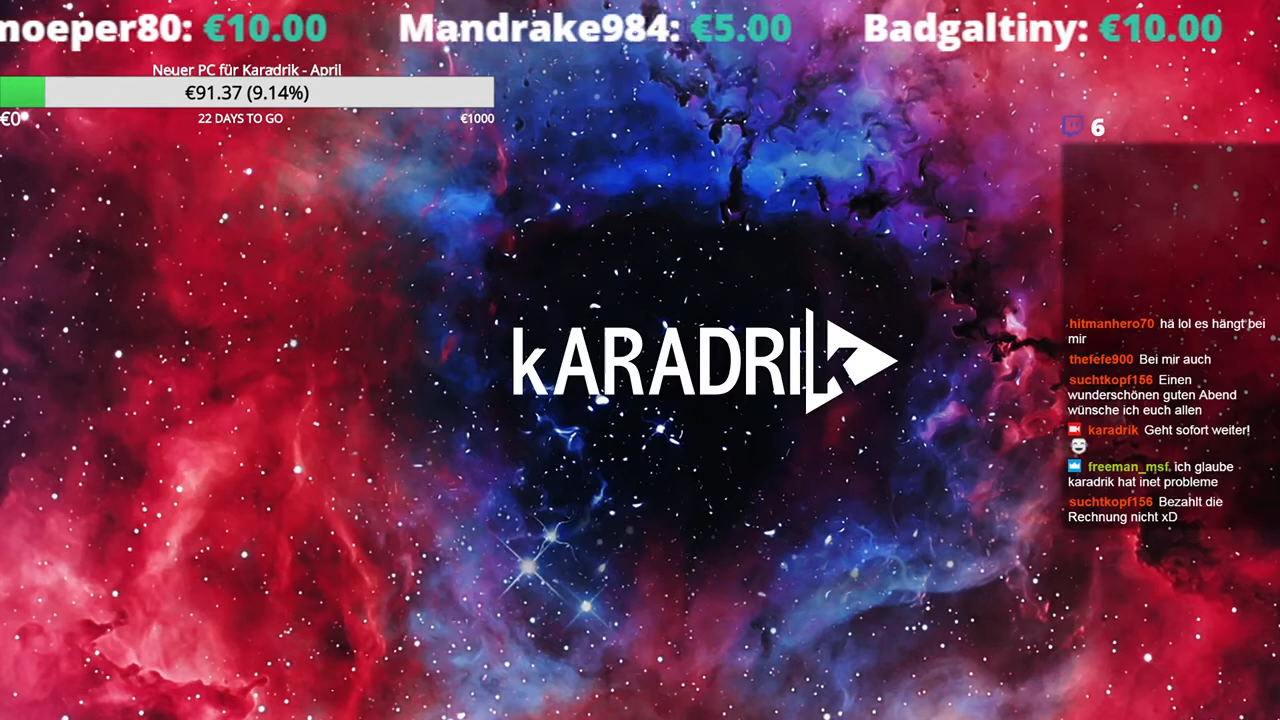 noeper80: €10.00 Mandrake984: €5.00 Badgaltiny: €10.00
Neuer PC für Karadrik - April
€91.37 (9.14%)
€0 22 DAYS TO GO €1000
6
kARADRIk
hitmanhero70 hä lol es hängt bei
mir
thefefe900 Bei mir auch
suchtkopf156 Einen
wunderschönen guten Abend
wünsche ich euch allen
karadrik Geht sofort weiter!
freeman_msf. ich glaube
karadrik hat inet probleme
suchtkopf156 Bezahlt die
Rechnung nicht xD